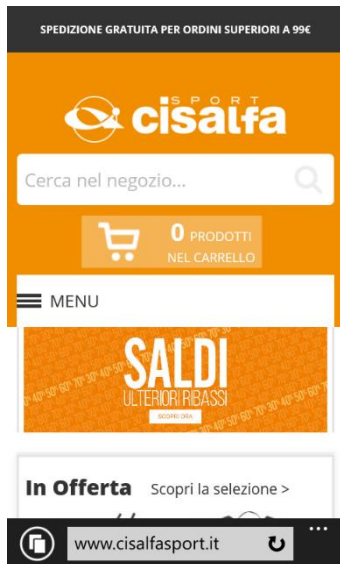 SPEDIZIONE GRATUITA PER ORDINI SUPERIORI A 99€
SPORT
cisalfa
Cerca nel negozio...
0 PRODOTTI
NEL CARRELLO
MENU
SALDI
ULTERIORI RIBASSI
SCOPRI ORA
In Offerta Scopri la selezione >
www.cisalfasport.it
...